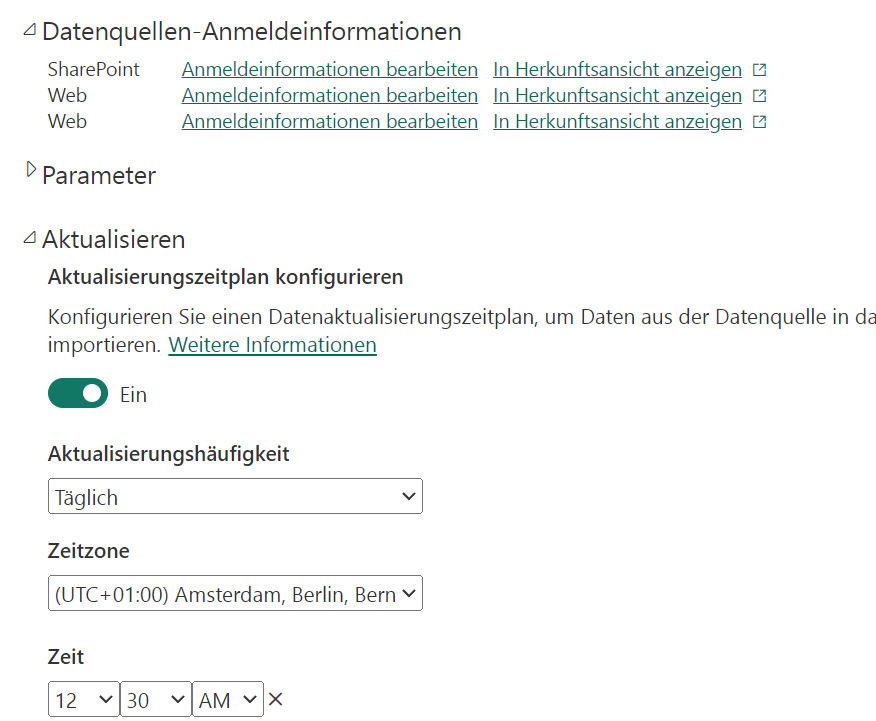 Datenquellen-Anmeldeinformationen
SharePoint Anmeldeinformationen bearbeiten In Herkunftsansicht anzeigen
Web Anmeldeinformationen bearbeiten In Herkunftsansicht anzeigen
Web Anmeldeinformationen bearbeiten In Herkunftsansicht anzeigen
Parameter
Aktualisieren
Aktualisierungszeitplan konfigurieren
Konfigurieren Sie einen Datenaktualisierungszeitplan, um Daten aus der Datenquelle in da
importieren. Weitere Informationen
Ein
Aktualisierungshäufigkeit
Täglich
Zeitzone
(UTC+01:00) Amsterdam, Berlin, Bern
Zeit
12 30 AM